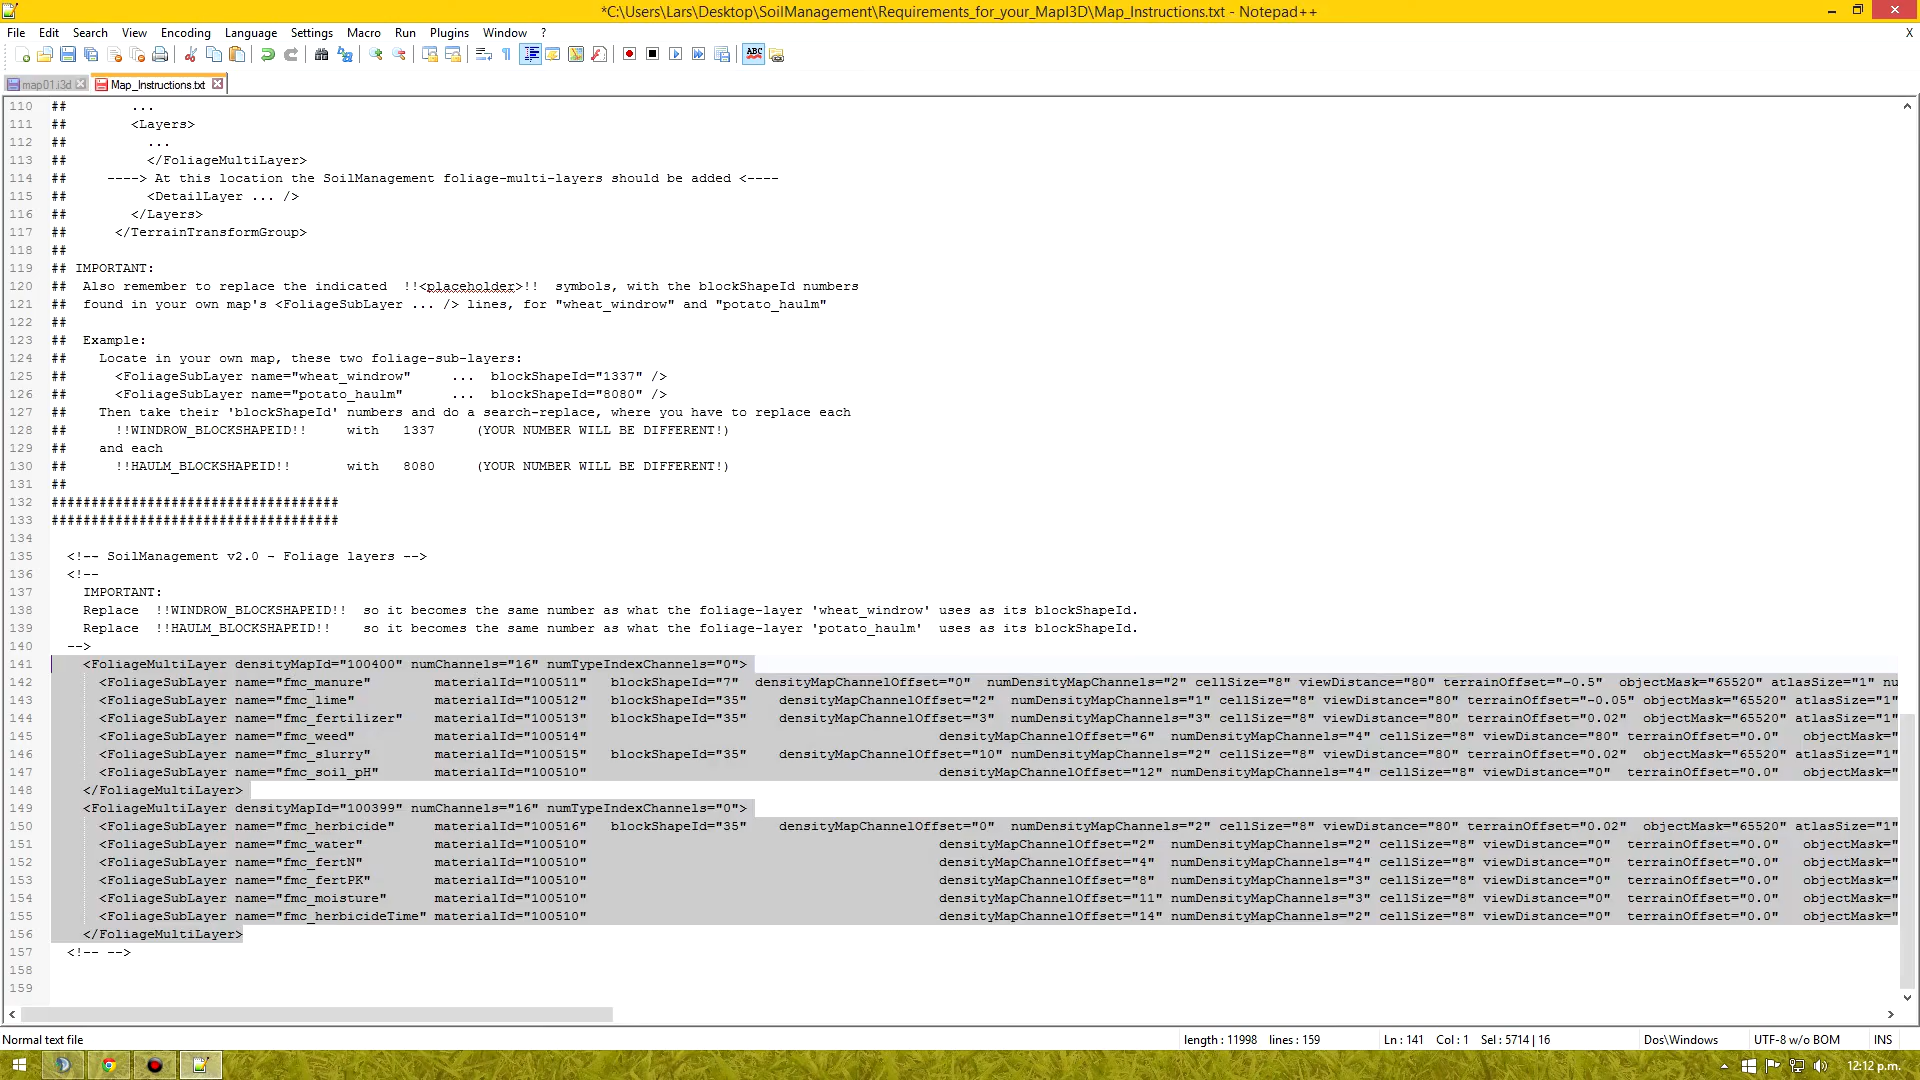 *C:\Users\Lars\Desktop\SoilManagement\Requirements_for_your_MapI3D\Map_Instructions.txt - Notepad++
File Edit Search View Encoding Language Settings Macro Run Plugins Window ? X
map01.i3d Map_Instructions.txt
110 ## ...
111 ## <Layers>
112 ## ...
113 ## </FoliageMultiLayer>
114 ## ----> At this location the SoilManagement foliage-multi-layers should be added <----
115 ## <DetailLayer ... />
116 ## </Layers>
117 ## </TerrainTransformGroup>
118 ##
119 ## IMPORTANT:
120 ## Also remember to replace the indicated !!<placeholder>!! symbols, with the blockShapeId numbers
121 ## found in your own map's <FoliageSubLayer ... /> lines, for "wheat_windrow" and "potato_haulm"
122 ##
123 ## Example:
124 ## Locate in your own map, these two foliage-sub-layers:
125 ## <FoliageSubLayer name="wheat_windrow" ... blockShapeId="1337" />
126 ## <FoliageSubLayer name="potato_haulm" ... blockShapeId="8080" />
127 ## Then take their 'blockShapeId' numbers and do a search-replace, where you have to replace each
128 ## !!WINDROW_BLOCKSHAPEID!! with 1337 (YOUR NUMBER WILL BE DIFFERENT!)
129 ## and each
130 ## !!HAULM_BLOCKSHAPEID!! with 8080 (YOUR NUMBER WILL BE DIFFERENT!)
131 ##
132 ####################################
133 ####################################
134
135 <!-- SoilManagement v2.0 - Foliage layers -->
136 <!--
137 IMPORTANT:
138 Replace !!WINDROW_BLOCKSHAPEID!! so it becomes the same number as what the foliage-layer 'wheat_windrow' uses as its blockShapeId.
139 Replace !!HAULM_BLOCKSHAPEID!! so it becomes the same number as what the foliage-layer 'potato_haulm' uses as its blockShapeId.
140 -->
141 <FoliageMultiLayer densityMapId="100400" numChannels="16" numTypeIndexChannels="0">
142 <FoliageSubLayer name="fmc_manure" materialId="100511" blockShapeId="7" densityMapChannelOffset="0" numDensityMapChannels="2" cellSize="8" viewDistance="80" terrainOffset="-0.5" objectMask="65520" atlasSize="1" nu
143 <FoliageSubLayer name="fmc_lime" materialId="100512" blockShapeId="35" densityMapChannelOffset="2" numDensityMapChannels="1" cellSize="8" viewDistance="80" terrainOffset="-0.05" objectMask="65520" atlasSize="1"
144 <FoliageSubLayer name="fmc_fertilizer" materialId="100513" blockShapeId="35" densityMapChannelOffset="3" numDensityMapChannels="3" cellSize="8" viewDistance="80" terrainOffset="0.02" objectMask="65520" atlasSize="1"
145 <FoliageSubLayer name="fmc_weed" materialId="100514" densityMapChannelOffset="6" numDensityMapChannels="4" cellSize="8" viewDistance="80" terrainOffset="0.0" objectMask="
146 <FoliageSubLayer name="fmc_slurry" materialId="100515" blockShapeId="35" densityMapChannelOffset="10" numDensityMapChannels="2" cellSize="8" viewDistance="80" terrainOffset="0.02" objectMask="65520" atlasSize="1"
147 <FoliageSubLayer name="fmc_soil_pH" materialId="100510" densityMapChannelOffset="12" numDensityMapChannels="4" cellSize="8" viewDistance="0" terrainOffset="0.0" objectMask="
148 </FoliageMultiLayer>
149 <FoliageMultiLayer densityMapId="100399" numChannels="16" numTypeIndexChannels="0">
150 <FoliageSubLayer name="fmc_herbicide" materialId="100516" blockShapeId="35" densityMapChannelOffset="0" numDensityMapChannels="2" cellSize="8" viewDistance="80" terrainOffset="0.02" objectMask="65520" atlasSize="1"
151 <FoliageSubLayer name="fmc_water" materialId="100510" densityMapChannelOffset="2" numDensityMapChannels="2" cellSize="8" viewDistance="0" terrainOffset="0.0" objectMask="
152 <FoliageSubLayer name="fmc_fertN" materialId="100510" densityMapChannelOffset="4" numDensityMapChannels="4" cellSize="8" viewDistance="0" terrainOffset="0.0" objectMask="
153 <FoliageSubLayer name="fmc_fertPK" materialId="100510" densityMapChannelOffset="8" numDensityMapChannels="3" cellSize="8" viewDistance="0" terrainOffset="0.0" objectMask="
154 <FoliageSubLayer name="fmc_moisture" materialId="100510" densityMapChannelOffset="11" numDensityMapChannels="3" cellSize="8" viewDistance="0" terrainOffset="0.0" objectMask="
155 <FoliageSubLayer name="fmc_herbicideTime" materialId="100510" densityMapChannelOffset="14" numDensityMapChannels="2" cellSize="8" viewDistance="0" terrainOffset="0.0" objectMask="
156 </FoliageMultiLayer>
157 <!-- -->
158
159
Normal text file length : 11998 lines : 159 Ln : 141 Col : 1 Sel : 5714 | 16 Dos\Windows UTF-8 w/o BOM INS
12:12 p.m.